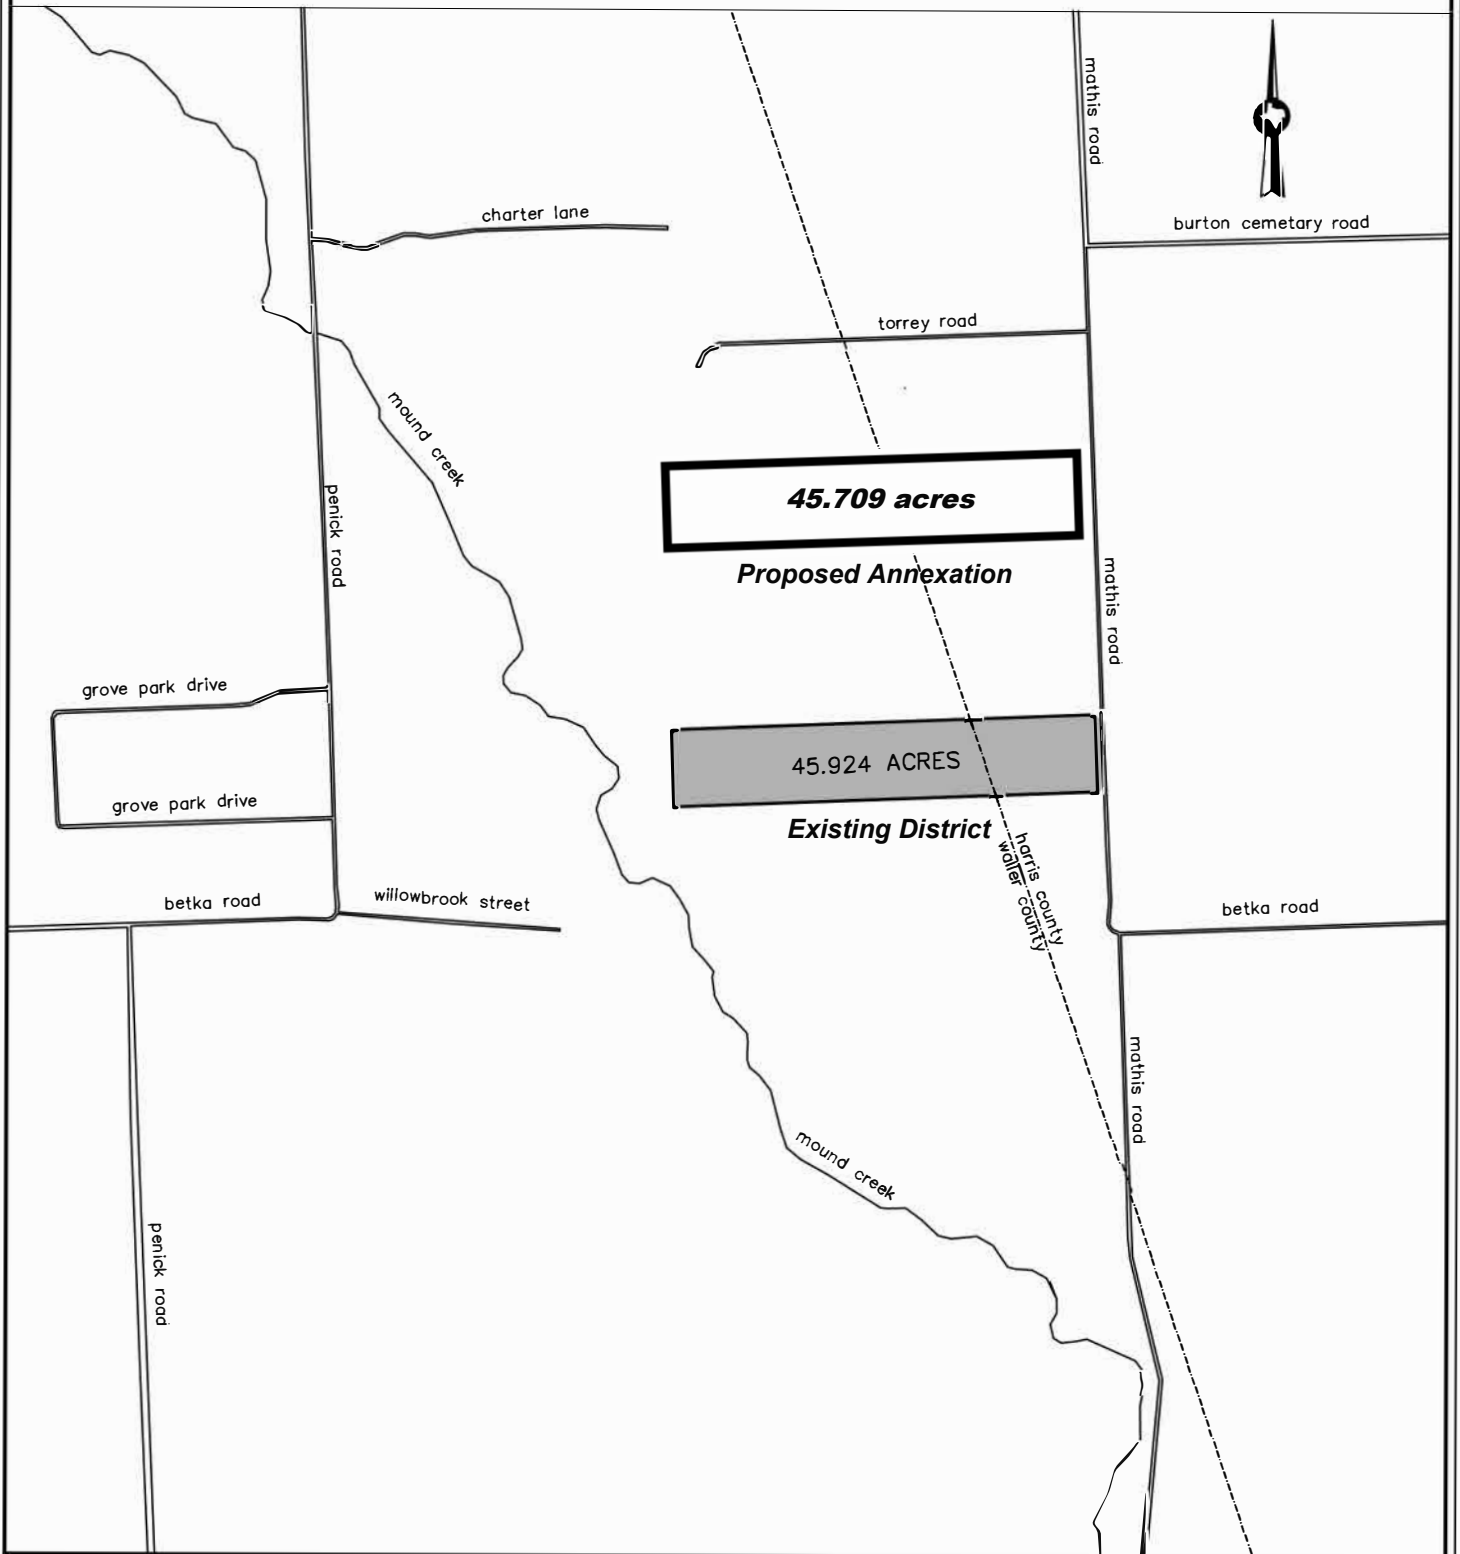 mathis road
charter lane
burton cemetary road
torrey road
mound creek
45.709 acres
penick road
Proposed Annexation
mathis road
grove park drive
45.924 ACRES
grove park drive
Existing District
harris county
waller county
betka road
willowbrook street
betka road
mathis road
mound creek
penick road